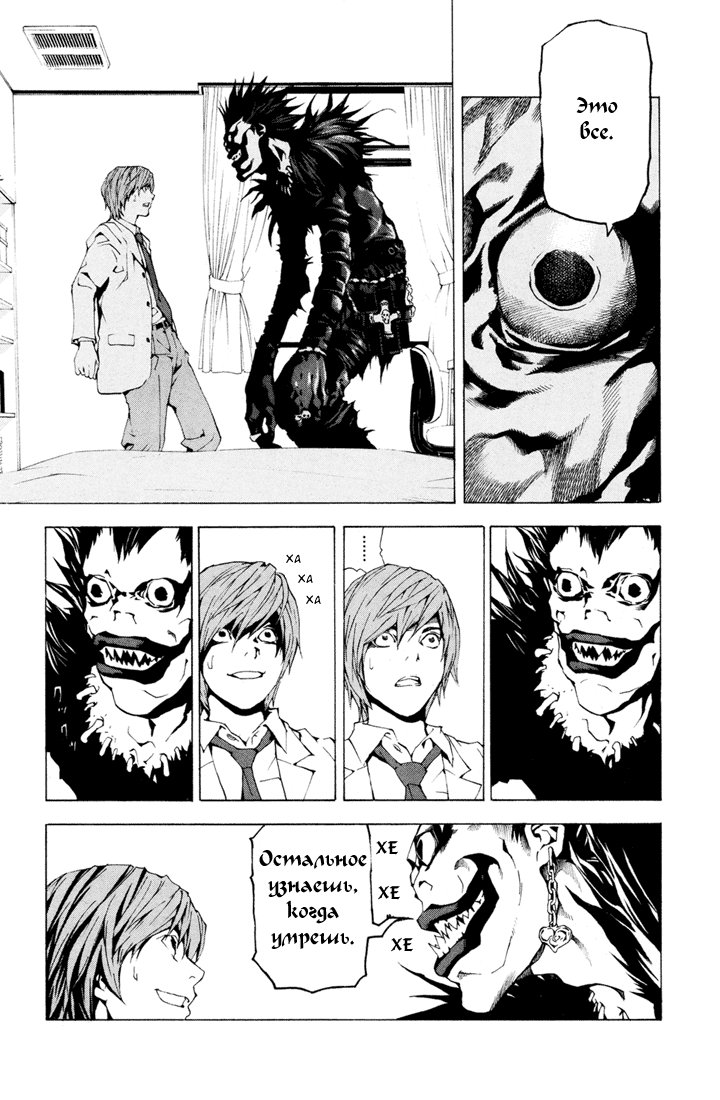 Это
все.
........
ХА
ХА
ХА
ХЕ
ХЕ
ХЕ
Остальное
узнаешь,
когда
умрешь.